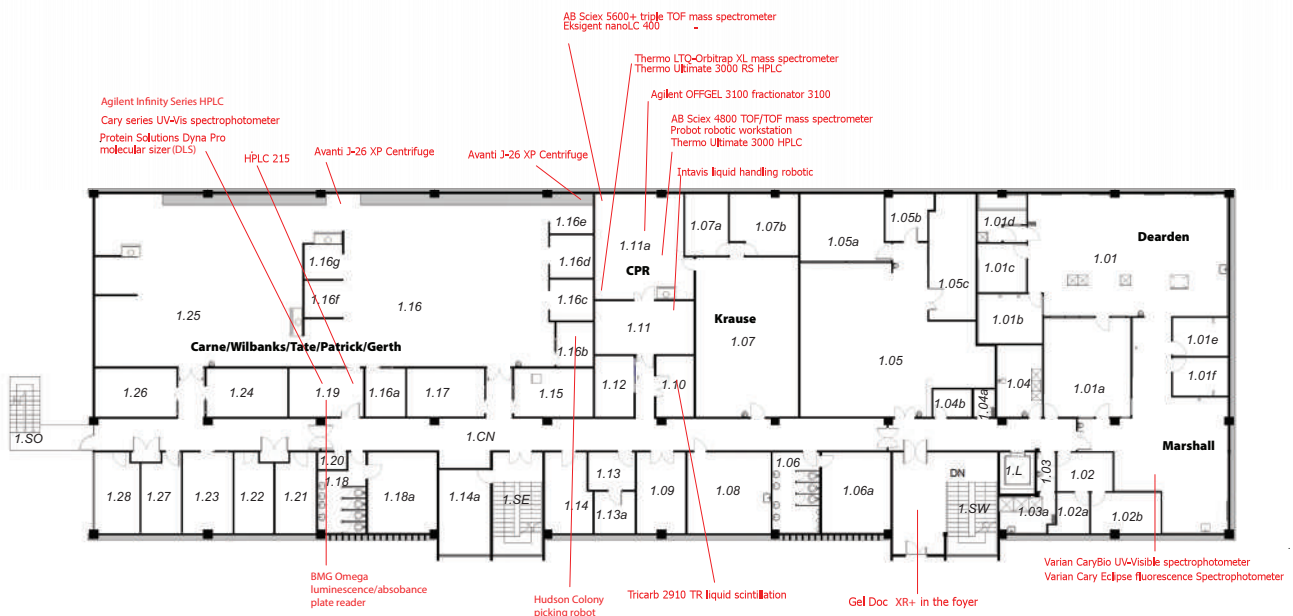 AB Sciex 5600+ triple TOF mass spectrometer
Eksigent nanoLC 400
Thermo LTQ-Orbitrap XL mass spectrometer
Thermo Ultimate 3000 RS HPLC
Agilent OFFGEL 3100 fractionator 3100
Agilent Infinity Series HPLC
Cary series UV-Vis spectrophotometer
Protein Solutions Dyna Pro
molecular sizer (DLS)
HPLC 215
Avanti J-26 XP Centrifuge
Avanti J-26 XP Centrifuge
AB Sciex 4800 TOF/TOF mass spectrometer
Probot robotic workstation
Thermo Ultimate 3000 HPLC
Intavis liquid handling robotic
1.16e
1.07a
1.07b
1.05b
1.01d
1.11a
1.05a
Dearden
1.16g
1.16d
CPR
1.01c
1.01
1.05c
1.16f
1.16c
1.25
1.16
Krause
1.01b
Carne/Wilbanks/Tate/Patrick/Gerth
1.16b
1.11
1.07
1.05
1.01e
1.26
1.24
1.19
1.16a
1.17
1.15
1.12
1.10
1.04
1.01a
1.01f
1.04b
1.04a
1.SO
1.CN
Marshall
1.20
1.18
1.13
1.06
DN
1.L
1.03
1.02
1.28
1.27
1.23
1.22
1.21
1.18a
1.14a
1.SE
1.14
1.13a
1.09
1.08
1.06a
1.SW
1.03a
1.02a
1.02b
BMG Omega
luminescence/absobance
plate reader
Hudson Colony
picking robot
Tricarb 2910 TR liquid scintillation
Gel Doc XR+ in the foyer
Varian CaryBio UV-Visible spectrophotometer
Varian Cary Eclipse fluorescence Spectrophotometer